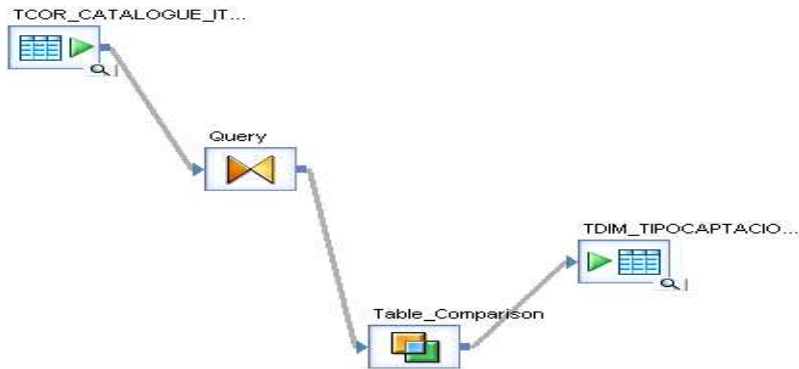 TCOR_CATALOGUE_IT...
Query
TDIM_TIPOCAPTACIO...
Table_Comparison